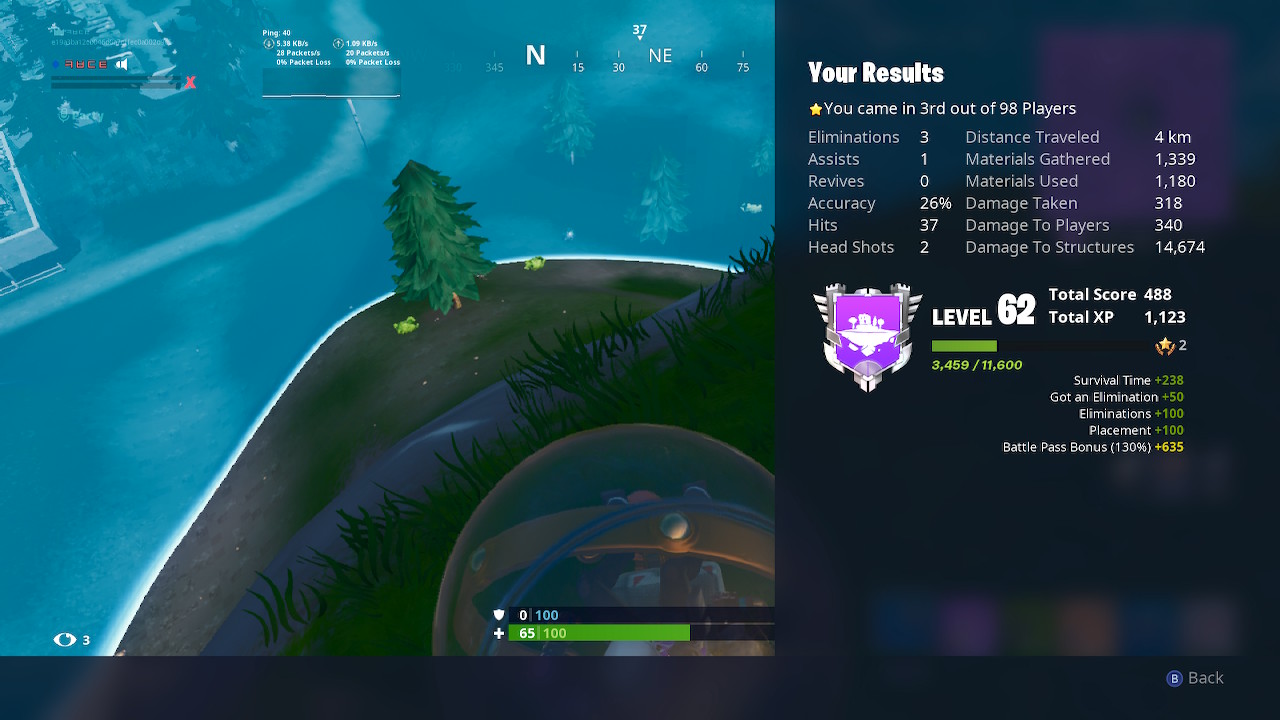 Ping: 40
5.38 KB/s 1.09 KB/s
28 Packets/s 20 Packets/s
0% Packet Loss 0% Packet Loss
37
345 N 15 30 NE 60 75
Your Results
You came in 3rd out of 98 Players
Eliminations 3 Distance Traveled 4 km
Assists 1 Materials Gathered 1,339
Revives 0 Materials Used 1,180
Accuracy 26% Damage Taken 318
Hits 37 Damage To Players 340
Head Shots 2 Damage To Structures 14,674
LEVEL 62
Total Score 488
Total XP 1,123
2
3,459 / 11,600
Survival Time +238
Got an Elimination +50
Eliminations +100
Placement +100
Battle Pass Bonus (130%) +635
0 | 100
65 | 100
3
B Back